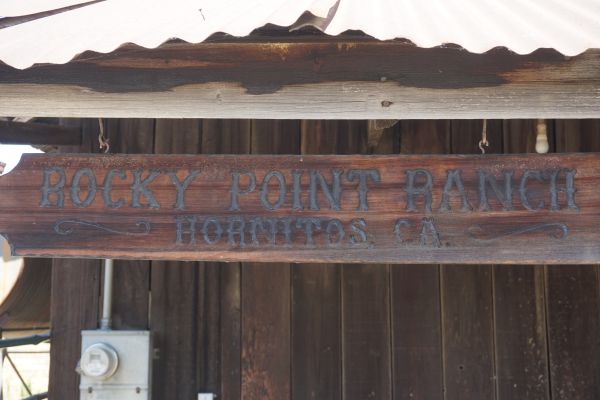 ROCKY POINT RANCH
HORNITOS, CA.